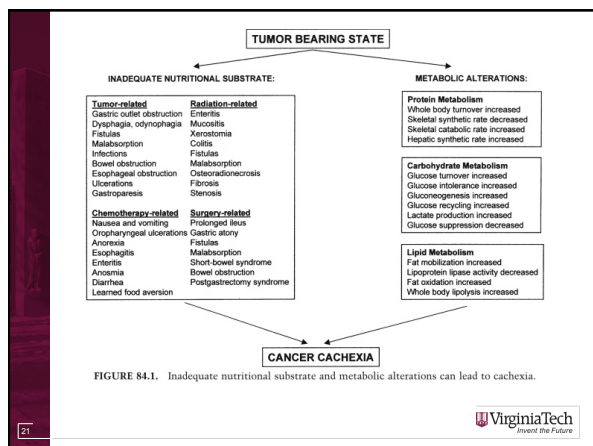 TUMOR BEARING STATE
INADEQUATE NUTRITIONAL SUBSTRATE:
Tumor-related
Gastric outlet obstruction
Dysphagia, odynophagia
Fistulas
Malabsorption
Infections
Bowel obstruction
Esophageal obstruction
Ulcerations
Gastroparesis
Radiation-related
Enteritis
Mucositis
Xerostomia
Colitis
Fistulas
Malabsorption
Osteoradionecrosis
Fibrosis
Stenosis
Chemotherapy-related
Nausea and vomiting
Oropharyngeal ulcerations
Anorexia
Esophagitis
Enteritis
Anosmia
Diarrhea
Learned food aversion
Surgery-related
Prolonged ileus
Gastric atony
Fistulas
Malabsorption
Short-bowel syndrome
Bowel obstruction
Postgastrectomy syndrome
METABOLIC ALTERATIONS:
Protein Metabolism
Whole body turnover increased
Skeletal synthetic rate decreased
Skeletal catabolic rate increased
Hepatic synthetic rate increased
Carbohydrate Metabolism
Glucose turnover increased
Glucose intolerance increased
Gluconeogenesis increased
Glucose recycling increased
Lactate production increased
Glucose suppression decreased
Lipid Metabolism
Fat mobilization increased
Lipoprotein lipase activity decreased
Fat oxidation increased
Whole body lipolysis increased
CANCER CACHEXIA
FIGURE 84.1. Inadequate nutritional substrate and metabolic alterations can lead to cachexia.
21
VirginiaTech
Invent the Future